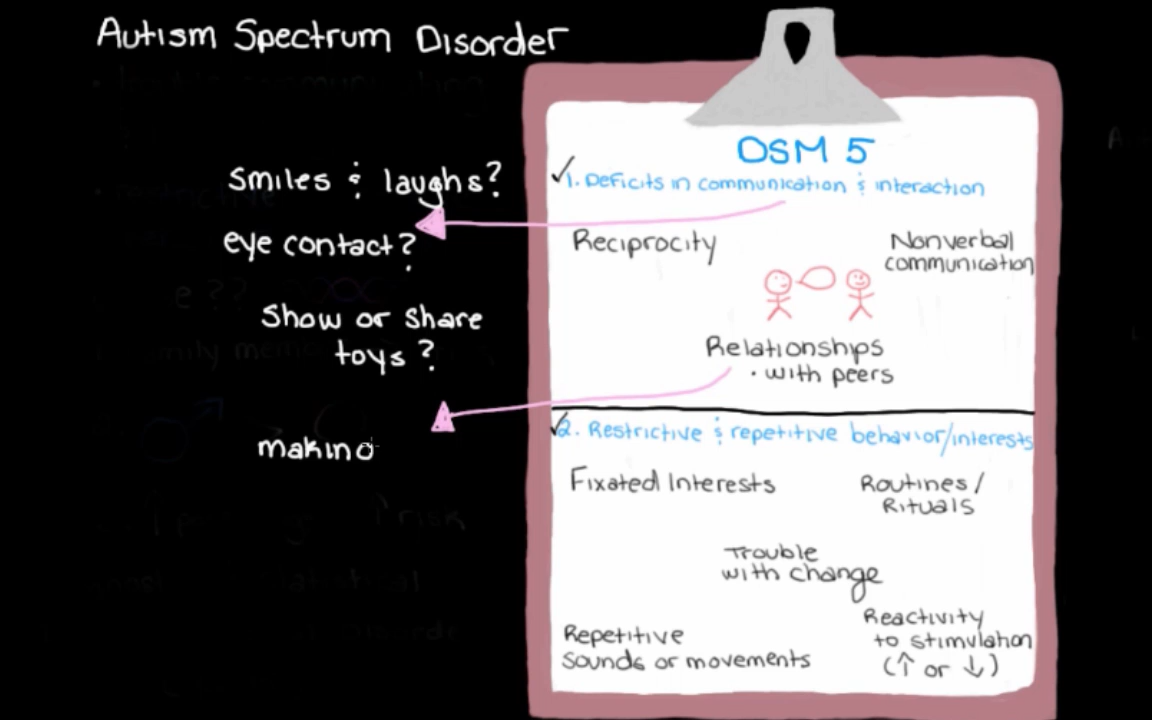 Autism Spectrum Disorder
smiles & laughs?
eye contact?
show or share
toys?
makino
DSM 5
✓1. Deficits in communication & interaction
Reciprocity
Nonverbal
communication
Relationships
• with peers
✓2. Restrictive & repetitive behavior/interests
Fixated Interests
Routines/
Rituals
Trouble
with change
Repetitive
sounds or movements
Reactivity
to stimulation
(↑ or ↓)